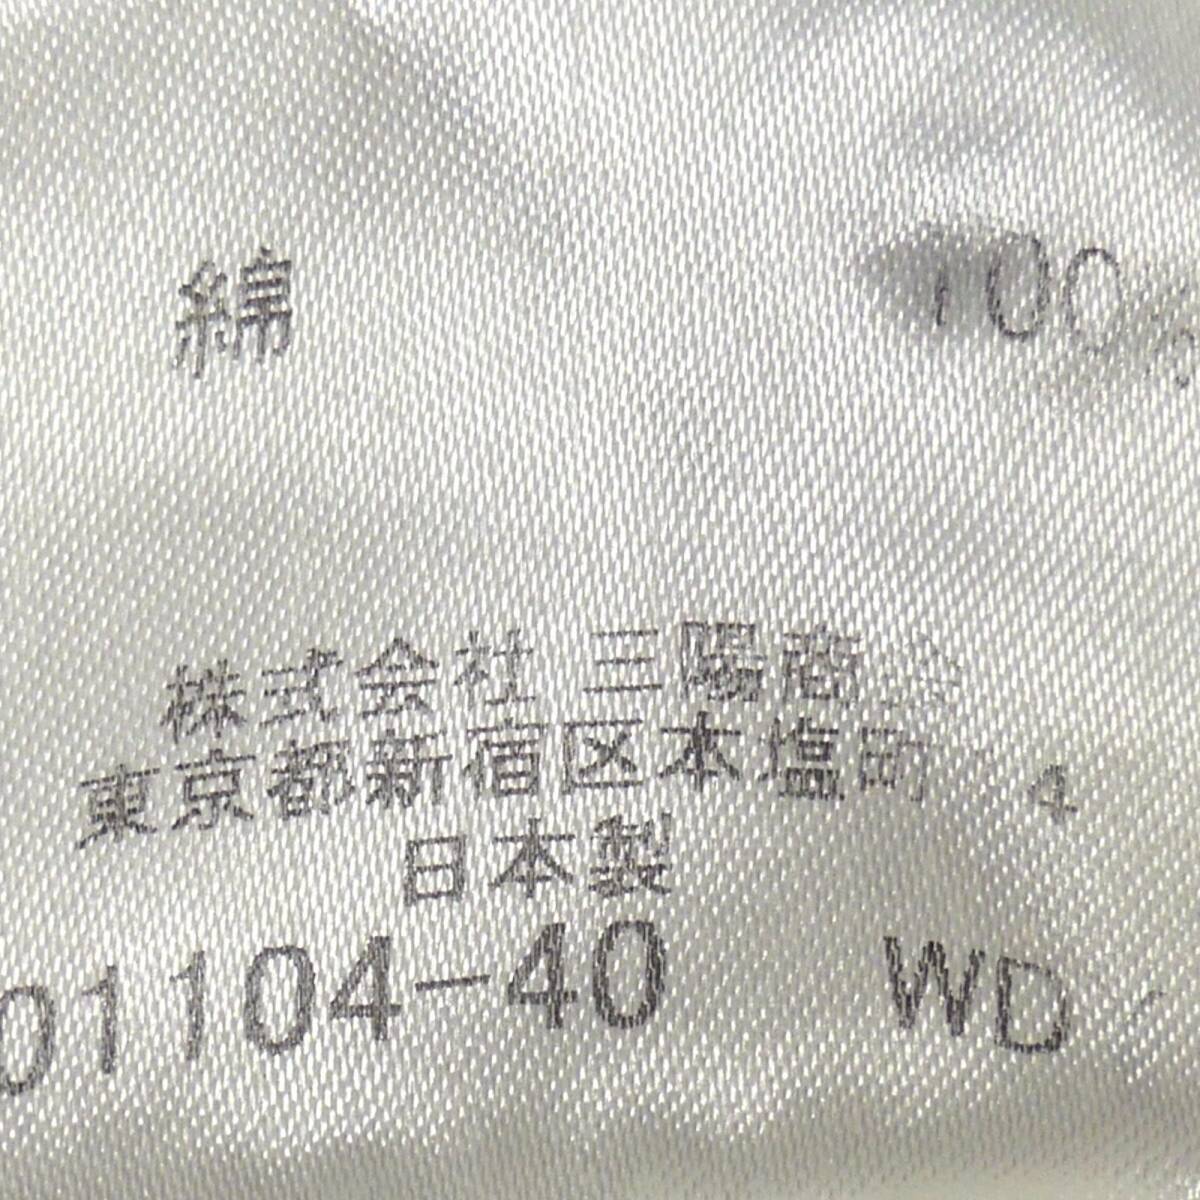 綿 100%
株式会社 三陽商会
東京都新宿区本塩町 4
日本製
01104-40 WD